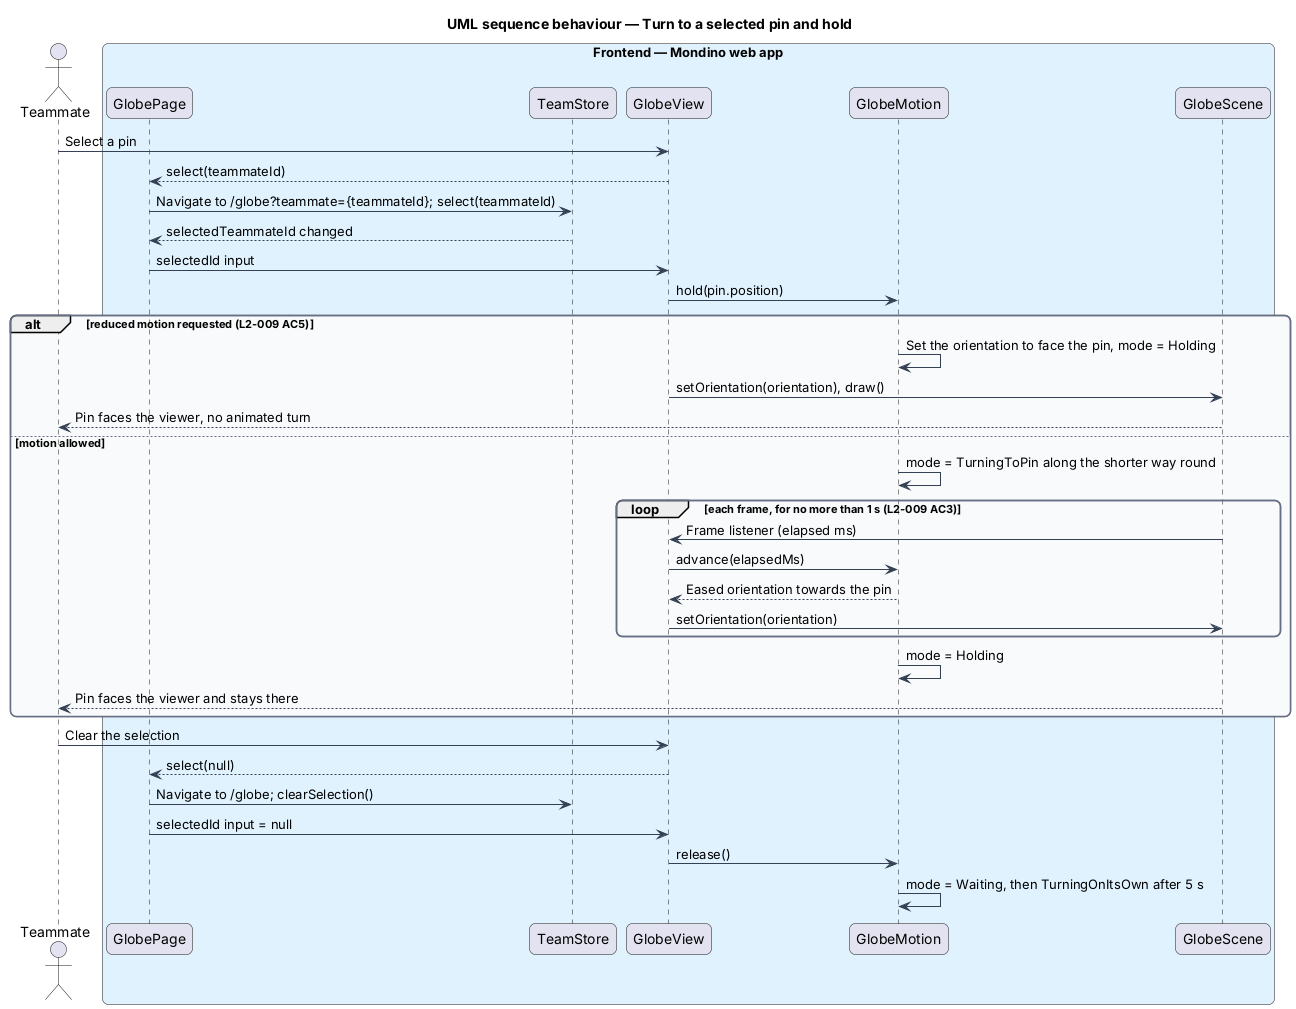 UML sequence behaviour — Turn to a selected pin and hold
Frontend — Mondino web app
Teammate
GlobePage
TeamStore
GlobeView
GlobeMotion
GlobeScene
Select a pin
select(teammateId)
Navigate to /globe?teammate={teammateId}; select(teammateId)
selectedTeammateId changed
selectedId input
hold(pin.position)
alt
[reduced motion requested (L2-009 AC5)]
Set the orientation to face the pin, mode = Holding
setOrientation(orientation), draw()
Pin faces the viewer, no animated turn
[motion allowed]
mode = TurningToPin along the shorter way round
loop
[each frame, for no more than 1 s (L2-009 AC3)]
Frame listener (elapsed ms)
advance(elapsedMs)
Eased orientation towards the pin
setOrientation(orientation)
mode = Holding
Pin faces the viewer and stays there
Clear the selection
select(null)
Navigate to /globe; clearSelection()
selectedId input = null
release()
mode = Waiting, then TurningOnItsOwn after 5 s
Teammate
GlobePage
TeamStore
GlobeView
GlobeMotion
GlobeScene